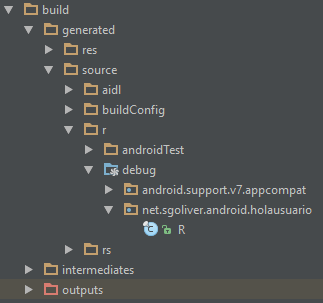 build
generated
res
source
aidl
buildConfig
r
androidTest
debug
android.support.v7.appcompat
net.sgoliver.android.holausuario
R
rs
intermediates
outputs